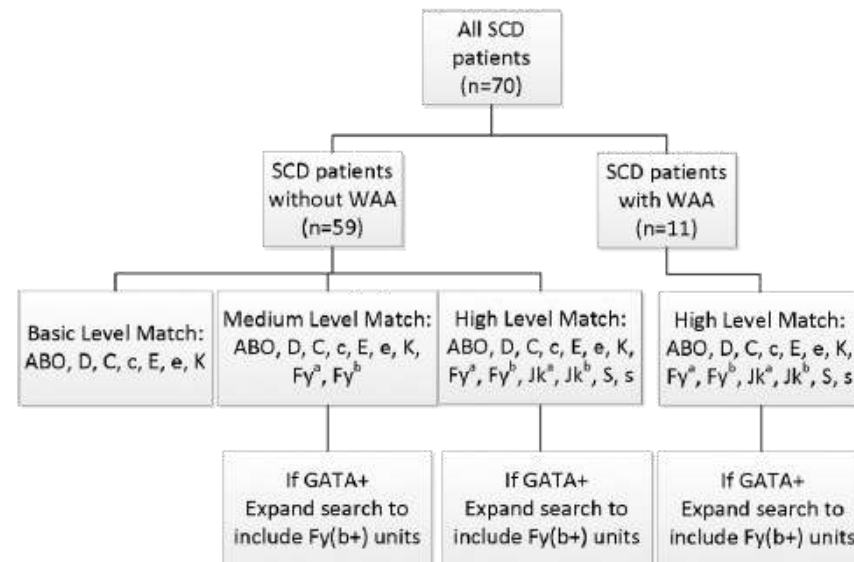 All SCD
patients
(n=70)
SCD patients
without WAA
(n=59)
SCD patients
with WAA
(n=11)
Basic Level Match:
ABO, D, C, c, E, e, K
Medium Level Match:
ABO, D, C, c, E, e, K,
Fyᵃ, Fyᵇ
High Level Match:
ABO, D, C, c, E, e, K,
Fyᵃ, Fyᵇ, Jkᵃ, Jkᵇ, S, s
High Level Match:
ABO, D, C, c, E, e, K,
Fyᵃ, Fyᵇ, Jkᵃ, Jkᵇ, S, s
If GATA+
Expand search to
include Fy(b+) units
If GATA+
Expand search to
include Fy(b+) units
If GATA+
Expand search to
include Fy(b+) units